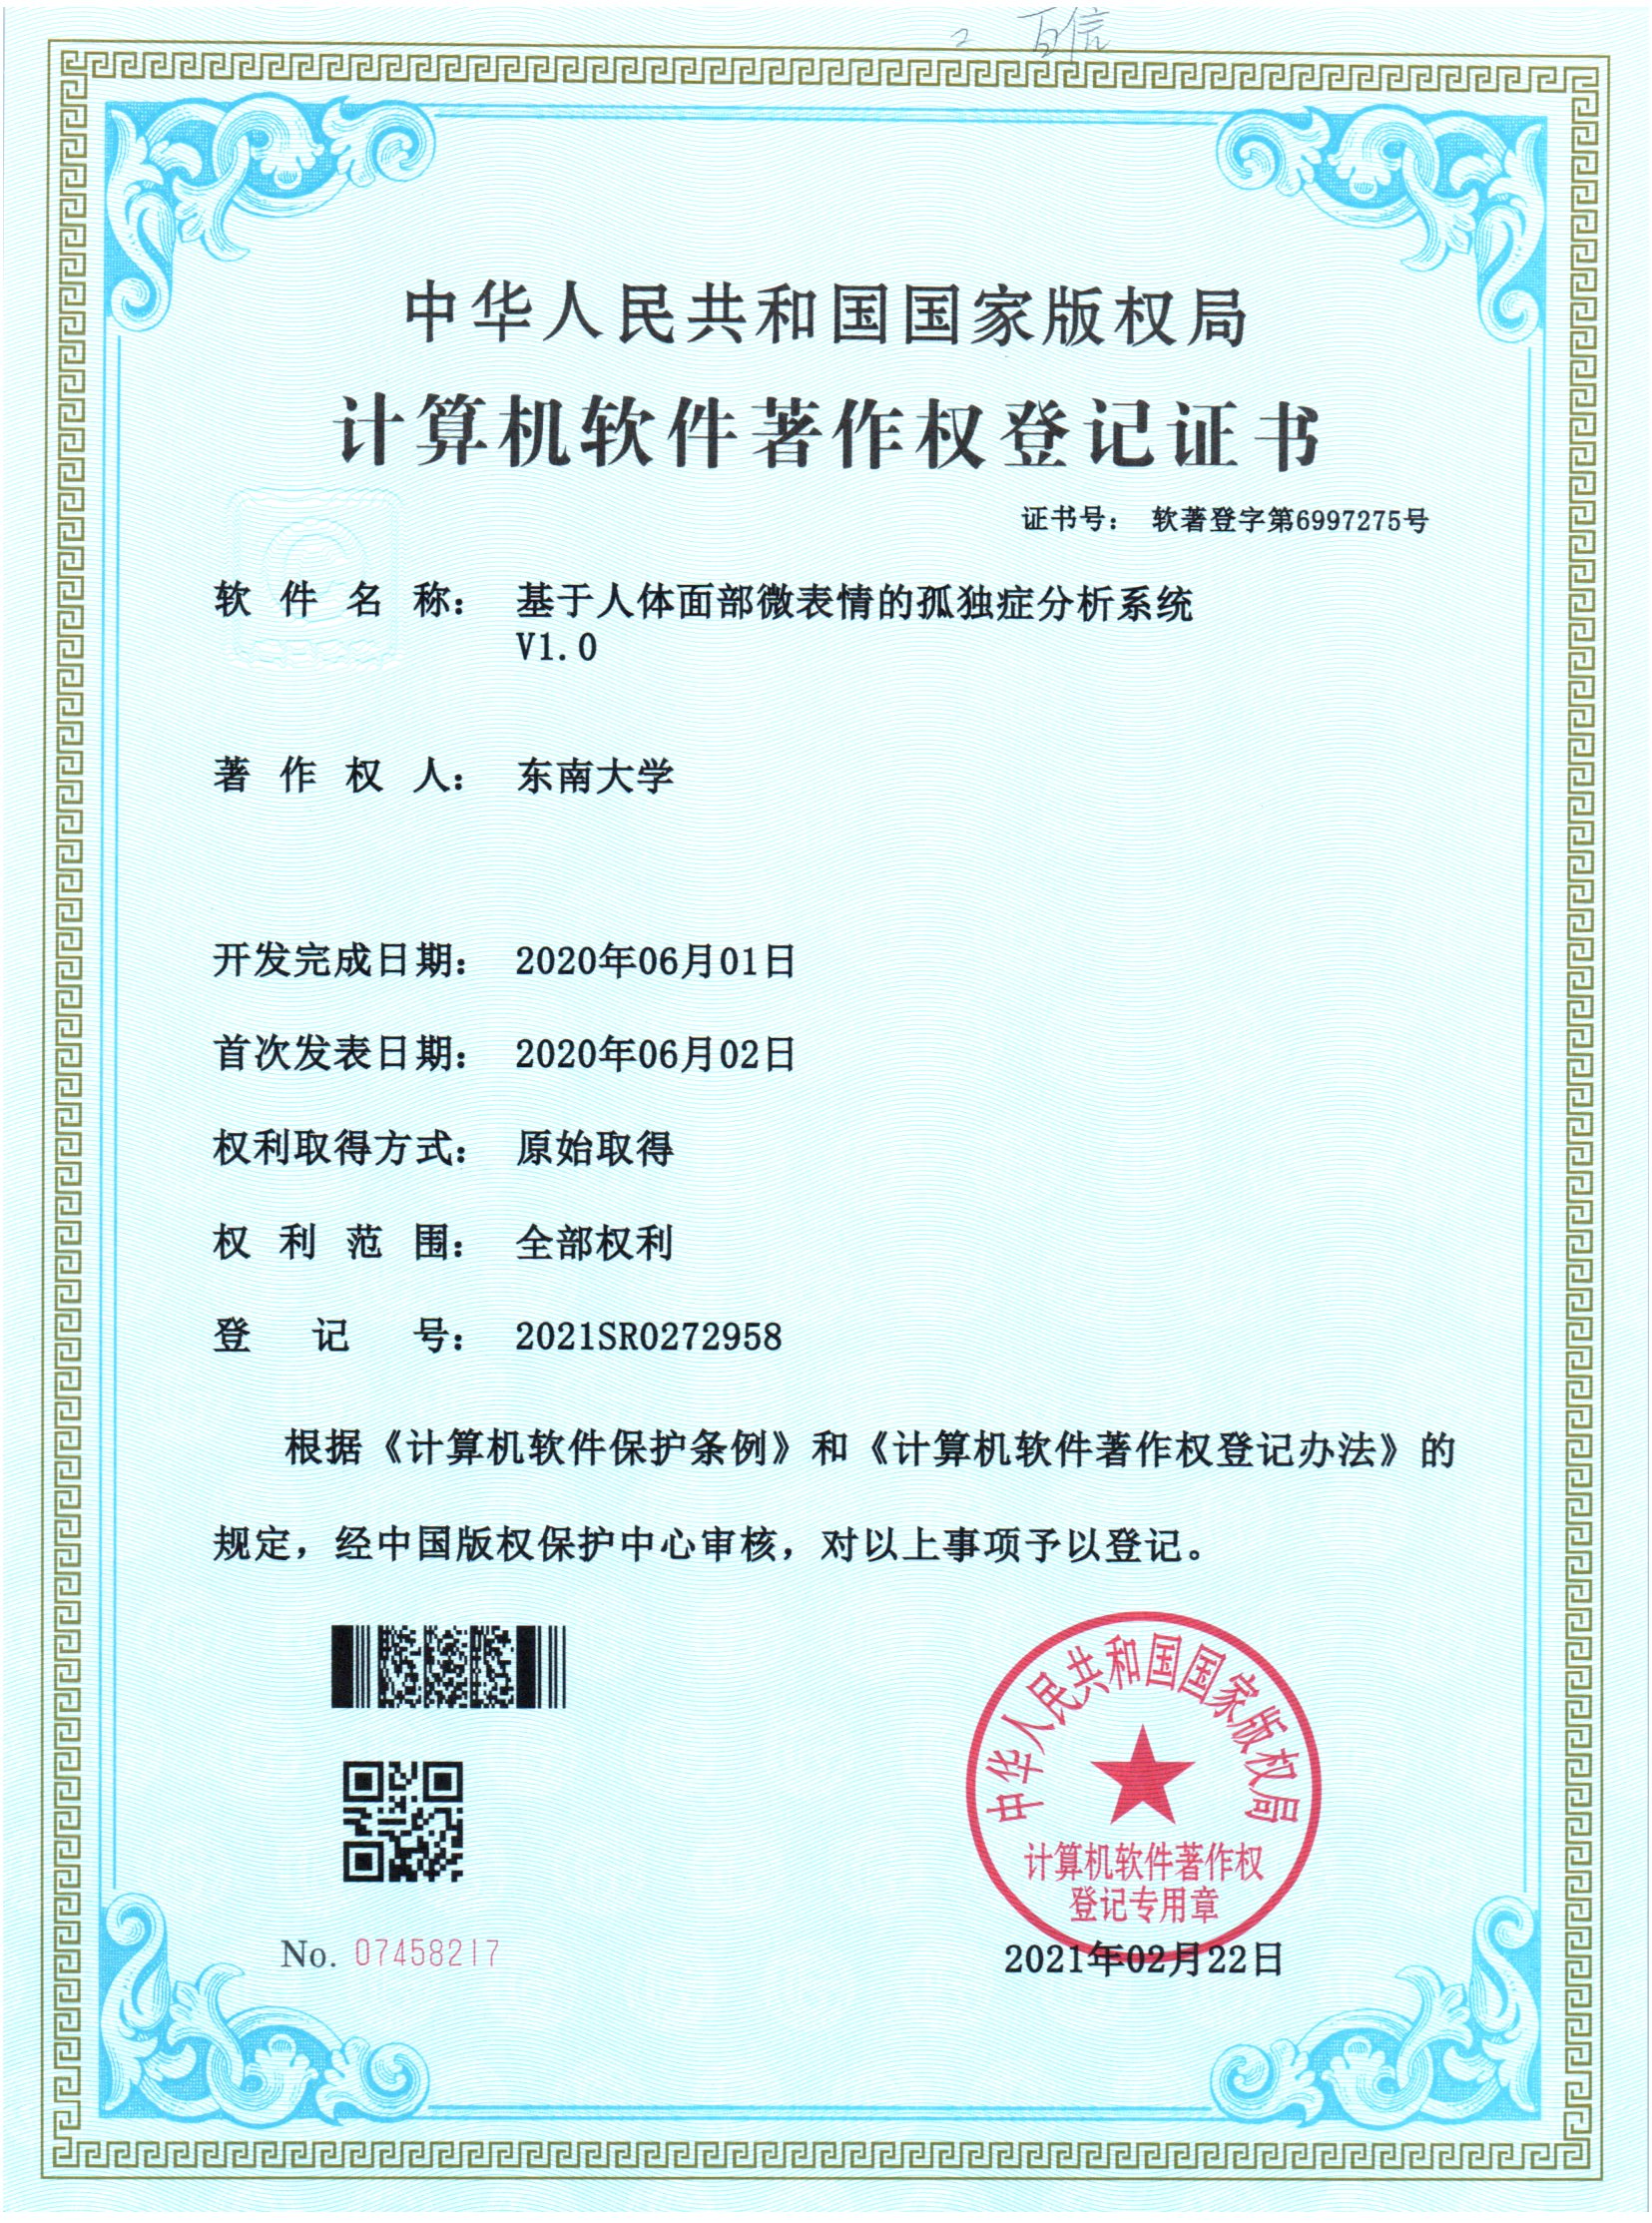 中华人民共和国国家版权局
计算机软件著作权登记证书
证书号： 软著登字第6997275号
软件名称： 基于人体面部微表情的孤独症分析系统
V1.0
著作权人： 东南大学
开发完成日期： 2020年06月01日
首次发表日期： 2020年06月02日
权利取得方式： 原始取得
权利范围： 全部权利
登记号： 2021SR0272958
根据《计算机软件保护条例》和《计算机软件著作权登记办法》的
规定，经中国版权保护中心审核，对以上事项予以登记。
中华人民共和国国家版权局
计算机软件著作权
登记专用章
No. 07458217
2021年02月22日